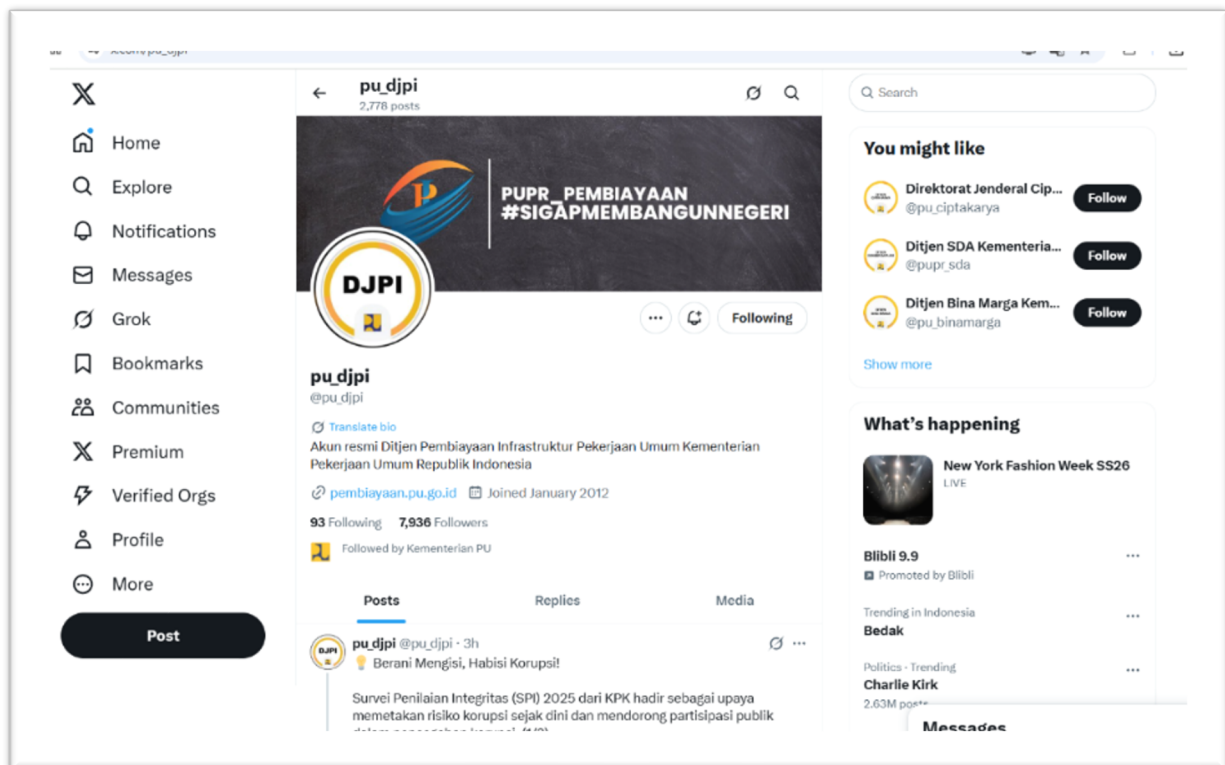 pu_djpi
2,778 posts
Home
Explore
Notifications
Messages
Grok
Bookmarks
Communities
Premium
Verified Orgs
Profile
More
Post
PUPR_PEMBIAYAAN
#SIGAPMEMBANGUNNEGERI
DJPI
Following
pu_djpi
@pu_djpi
Translate bio
Akun resmi Ditjen Pembiayaan Infrastruktur Pekerjaan Umum Kementerian
Pekerjaan Umum Republik Indonesia
pembiayaan.pu.go.id Joined January 2012
93 Following 7,936 Followers
Followed by Kementerian PU
Posts Replies Media
DJPI
pu_djpi @pu_djpi · 3h
💡 Berani Mengisi, Habisi Korupsi!
Survei Penilaian Integritas (SPI) 2025 dari KPK hadir sebagai upaya
memetakan risiko korupsi sejak dini dan mendorong partisipasi publik
Search
You might like
Direktorat Jenderal Cip...
@pu_ciptakarya
Follow
Ditjen SDA Kementeria...
@pupr_sda
Follow
Ditjen Bina Marga Kem...
@pu_binamarga
Follow
Show more
What's happening
New York Fashion Week SS26
LIVE
Blibli 9.9
Promoted by Blibli
Trending in Indonesia
Bedak
Politics · Trending
Charlie Kirk
2.63M posts
Messages